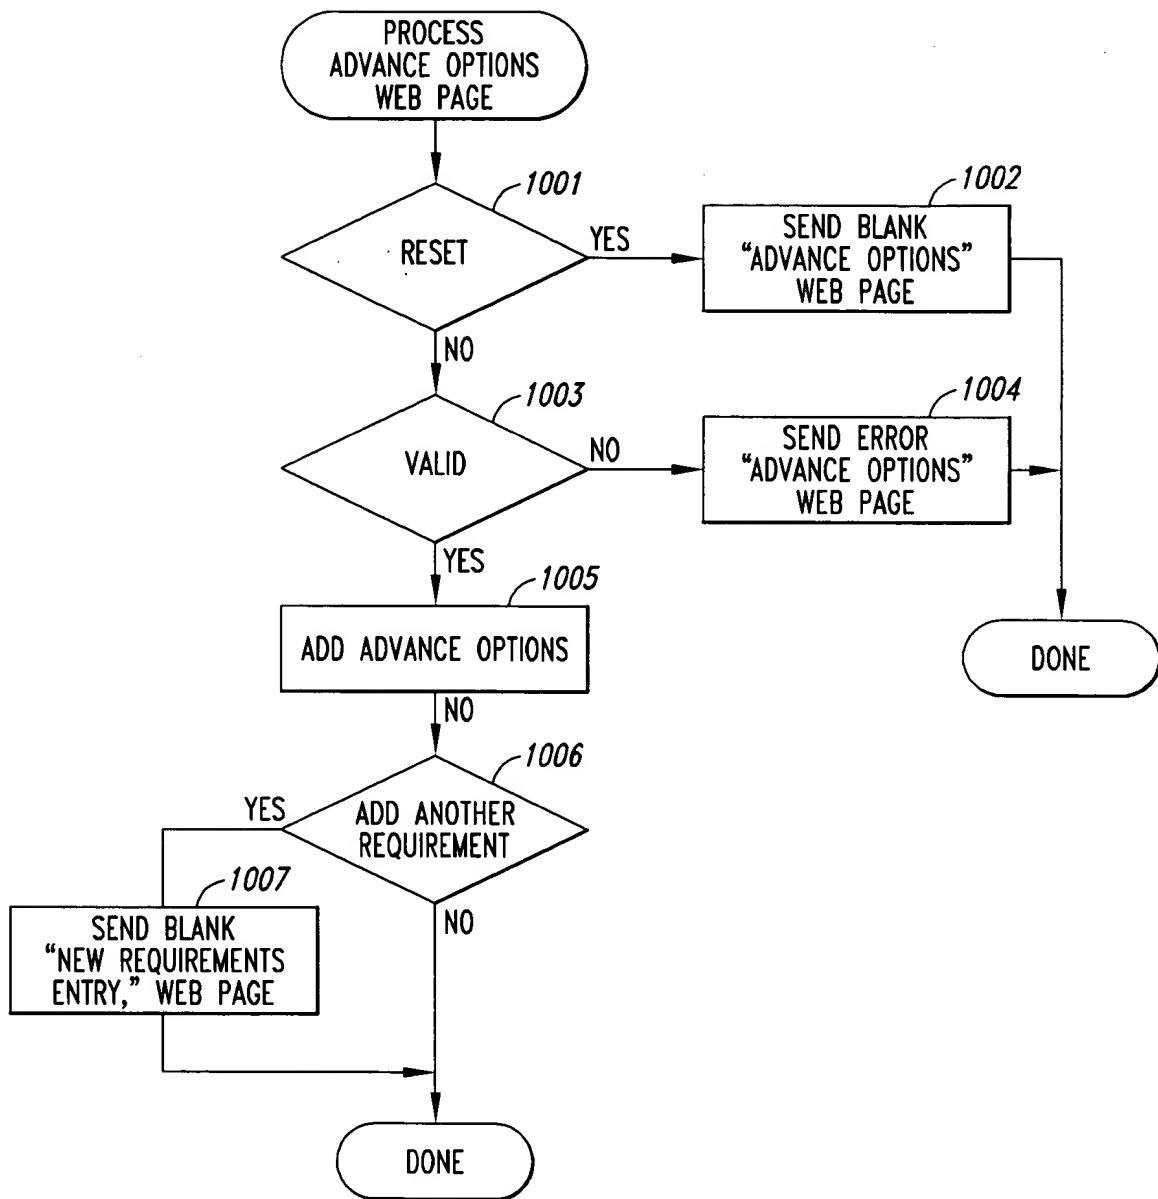 PROCESS
ADVANCE OPTIONS
WEB PAGE
1001
RESET
YES
1002
SEND BLANK
“ADVANCE OPTIONS”
WEB PAGE
NO
1003
VALID
NO
1004
SEND ERROR
“ADVANCE OPTIONS”
WEB PAGE
YES
1005
ADD ADVANCE OPTIONS
DONE
NO
1006
ADD ANOTHER
REQUIREMENT
YES
1007
SEND BLANK
“NEW REQUIREMENTS
ENTRY,” WEB PAGE
NO
DONE